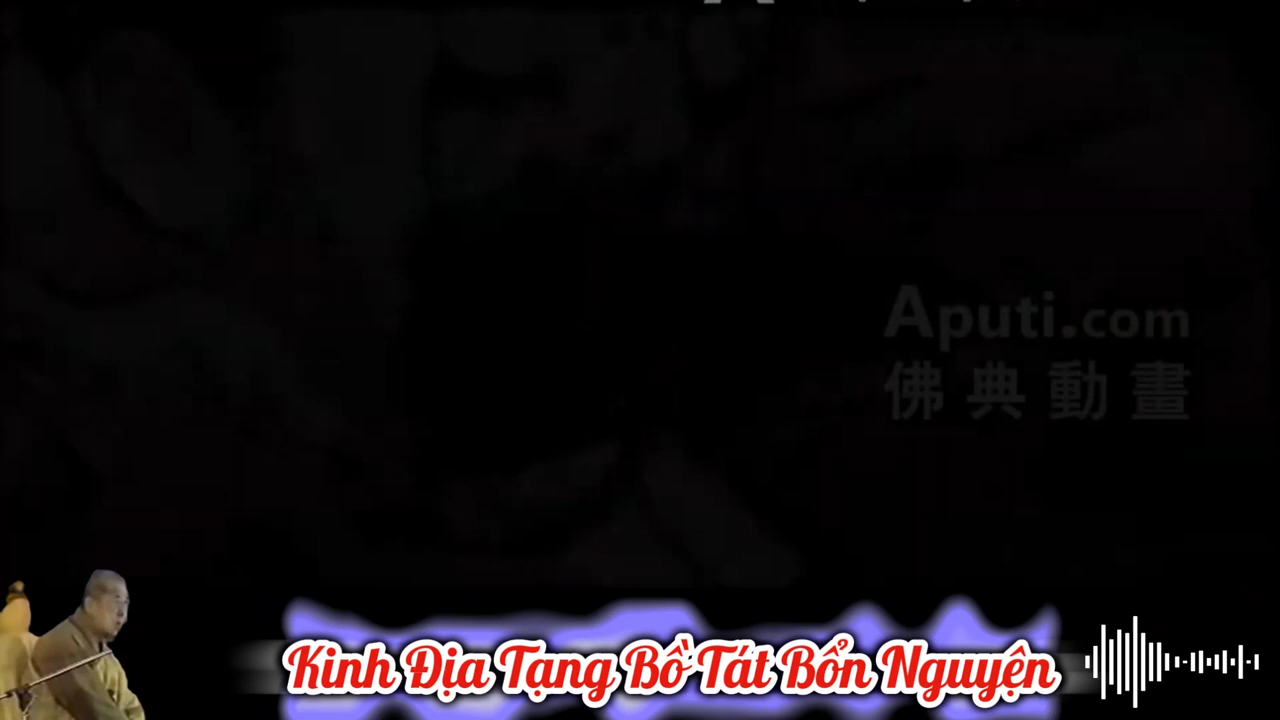 Aputi.com
佛典動畫
Kinh Địa Tạng Bồ Tát Bổn Nguyện